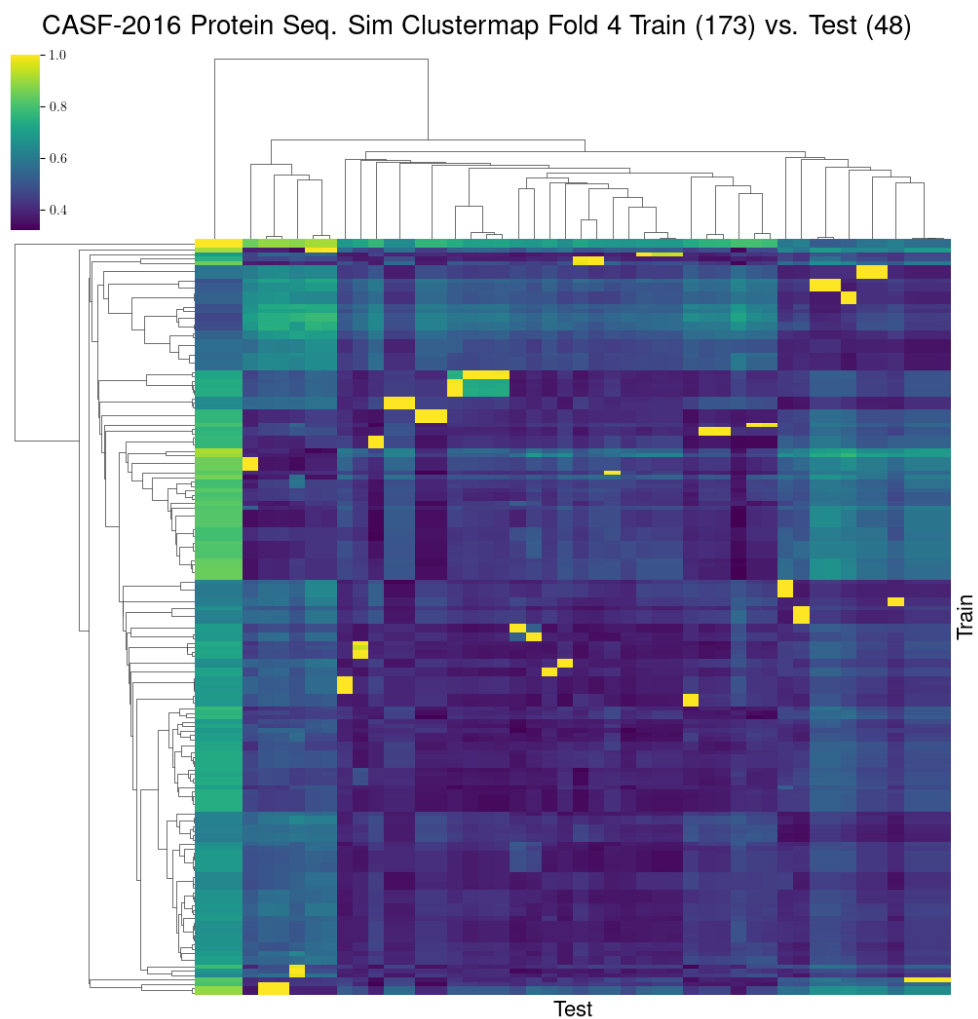 CASF-2016 Protein Seq. Sim Clustermap Fold 4 Train (173) vs. Test (48)
1.0
0.8
0.6
0.4
Train
Test